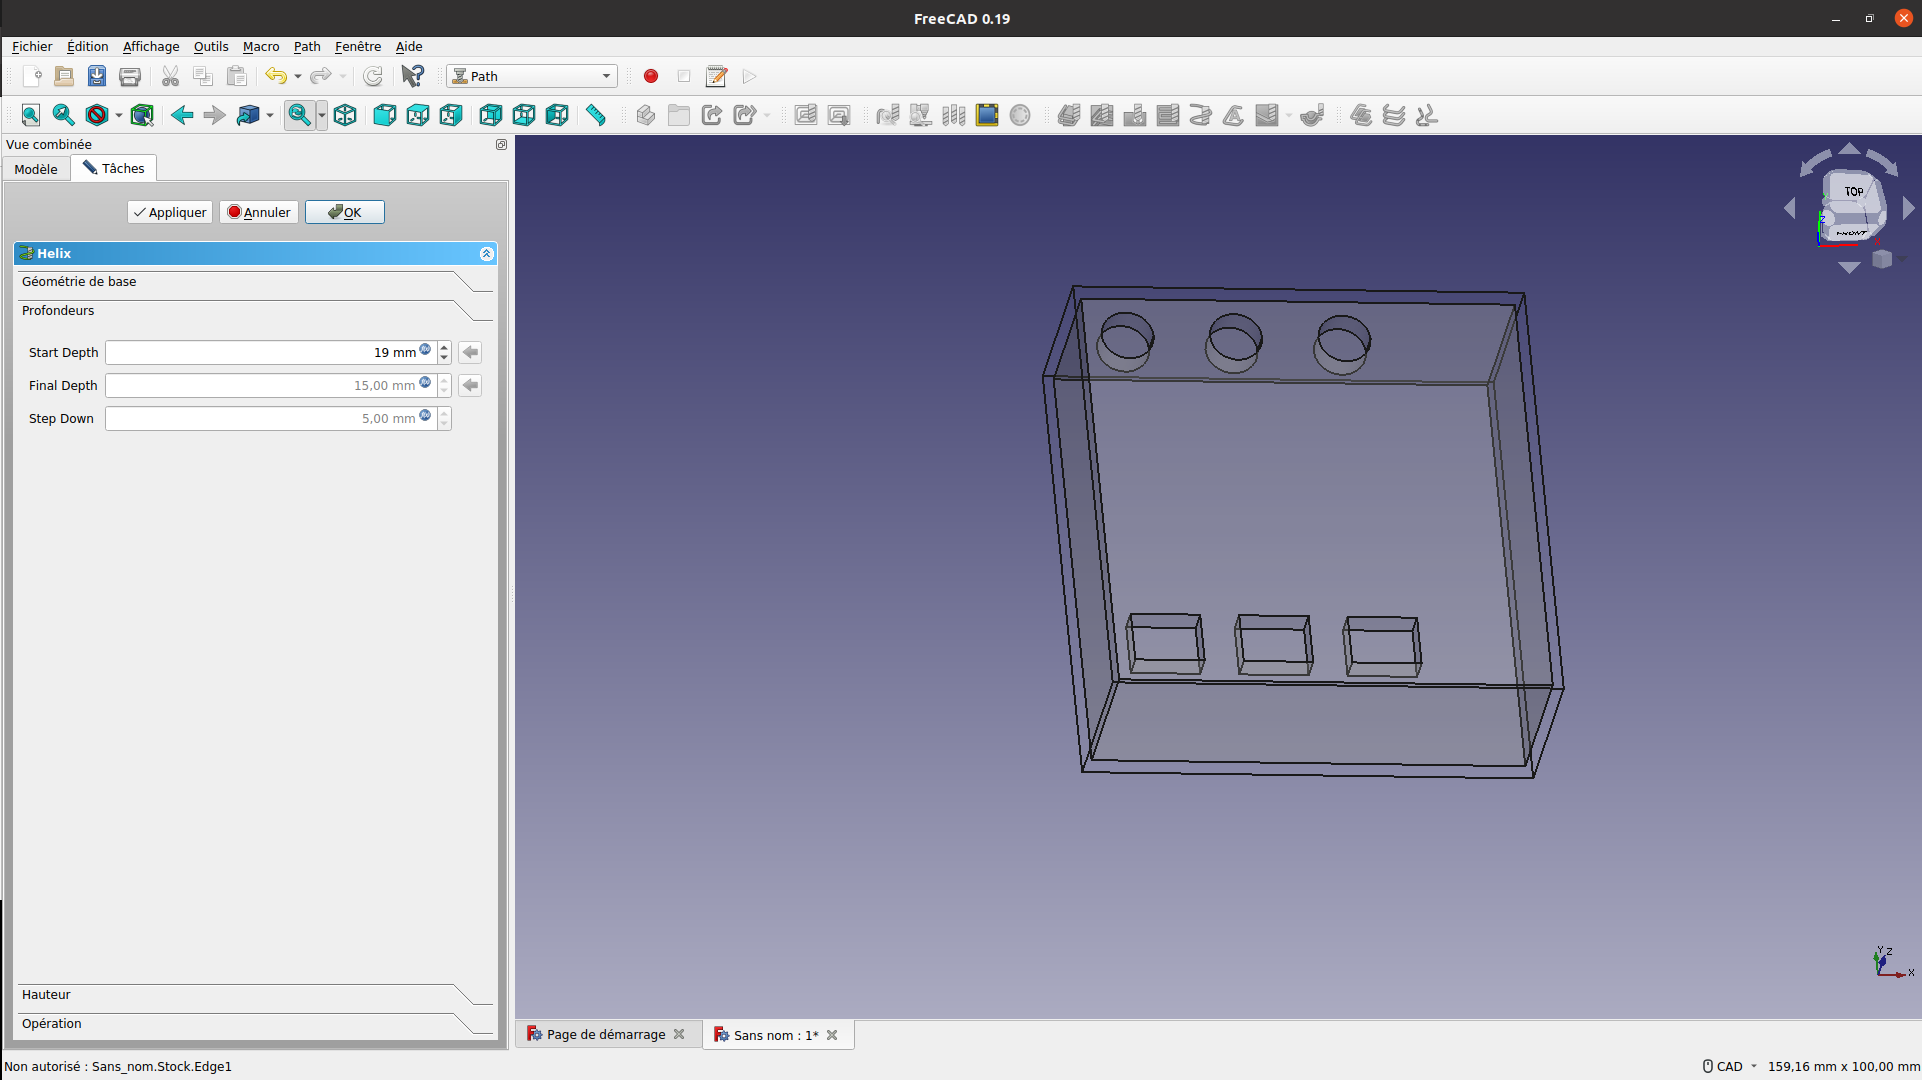 FreeCAD 0.19
Fichier Édition Affichage Outils Macro Path Fenêtre Aide
Path
Vue combinée
Modèle Tâches
Appliquer Annuler OK
Helix
Géométrie de base
Profondeurs
Start Depth 19 mm
Final Depth 15,00 mm
Step Down 5,00 mm
Hauteur
Opération
TOP
FRONT
Z
Y Z
X
Page de démarrage Sans nom : 1*
Non autorisé : Sans_nom.Stock.Edge1 CAD 159,16 mm x 100,00 mm